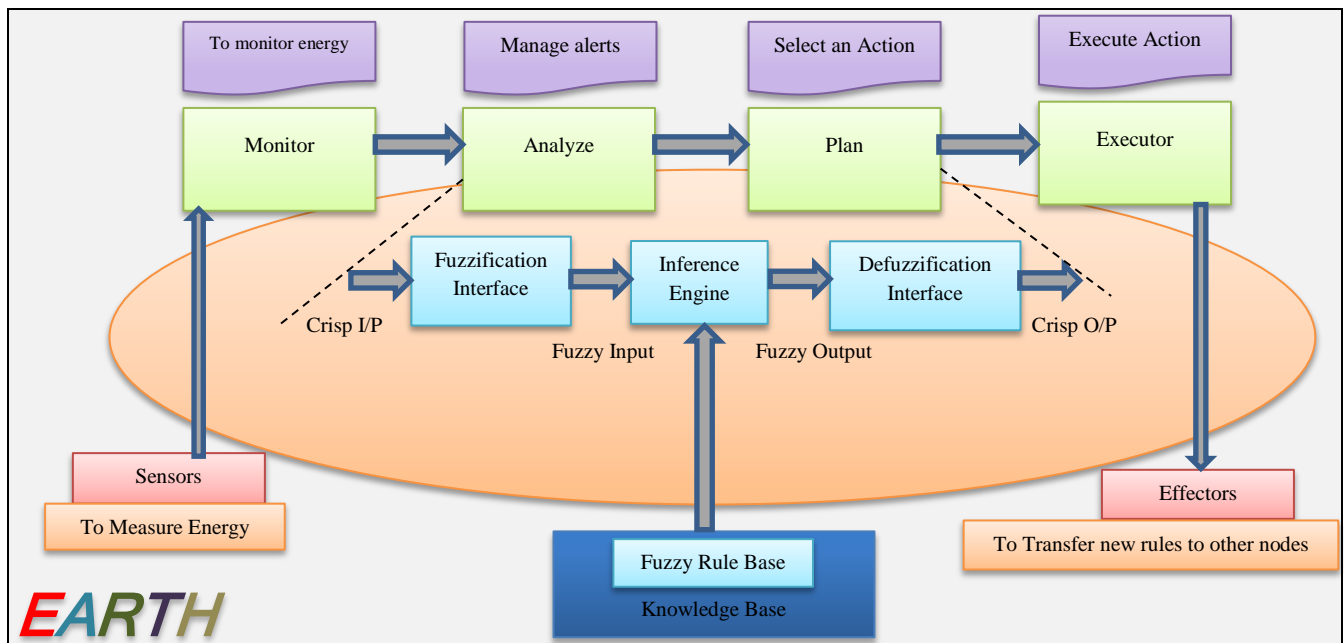 To monitor energy
Manage alerts
Select an Action
Execute Action
Monitor
Analyze
Plan
Executor
Fuzzification
Interface
Inference
Engine
Defuzzification
Interface
Crisp I/P
Crisp O/P
Fuzzy Input
Fuzzy Output
Sensors
To Measure Energy
Effectors
To Transfer new rules to other nodes
Fuzzy Rule Base
Knowledge Base
EARTH